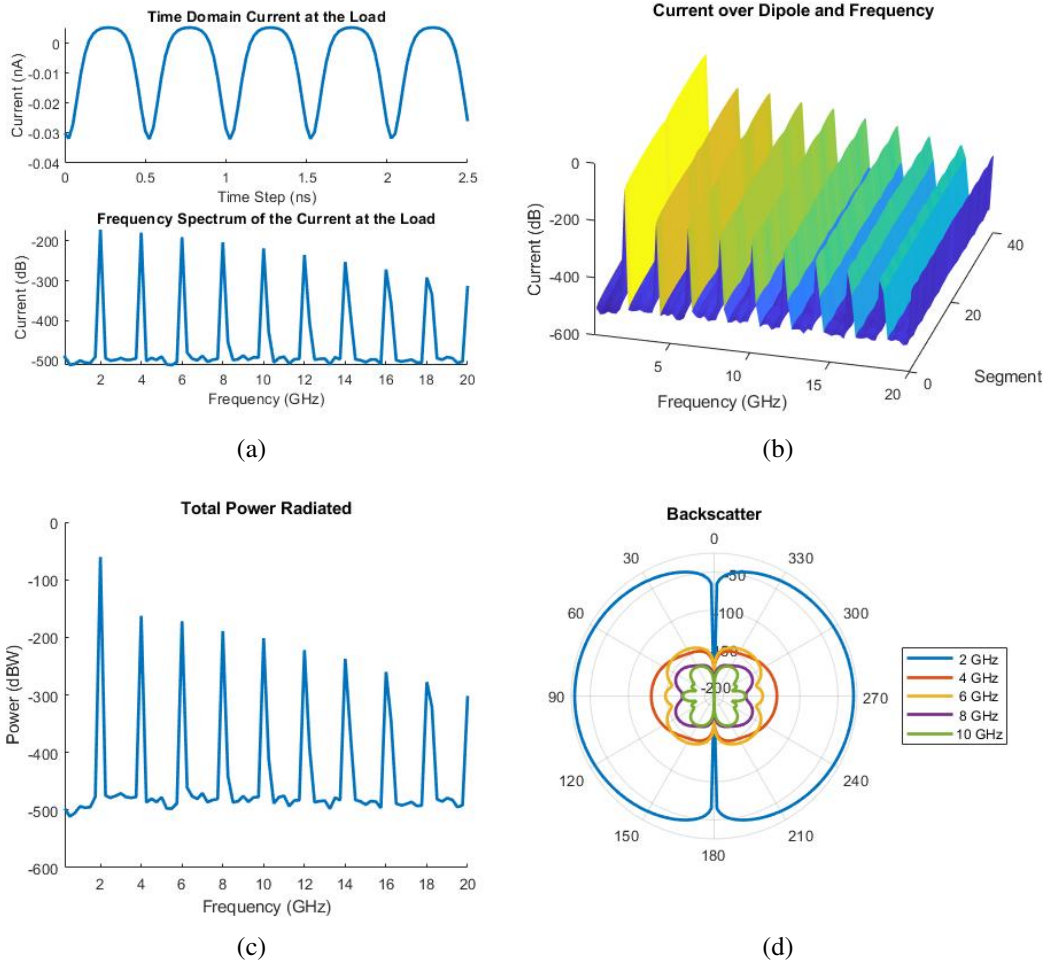 Time Domain Current at the Load
0
-0.01
-0.02
-0.03
-0.04
Current (nA)
0 0.5 1 1.5 2 2.5
Time Step (ns)
Frequency Spectrum of the Current at the Load
-200
-300
-400
-500
Current (dB)
2 4 6 8 10 12 14 16 18 20
Frequency (GHz)
(a)
Current over Dipole and Frequency
0
-200
-400
-600
Current (dB)
5 10 15 20
Frequency (GHz)
0 20 40
Segment
(b)
Total Power Radiated
0
-100
-200
-300
-400
-500
-600
Power (dBW)
2 4 6 8 10 12 14 16 18 20
Frequency (GHz)
(c)
Backscatter
0
30 330
60 300
90 270
120 240
150 210
180
-50
-100
-200
2 GHz
4 GHz
6 GHz
8 GHz
10 GHz
(d)